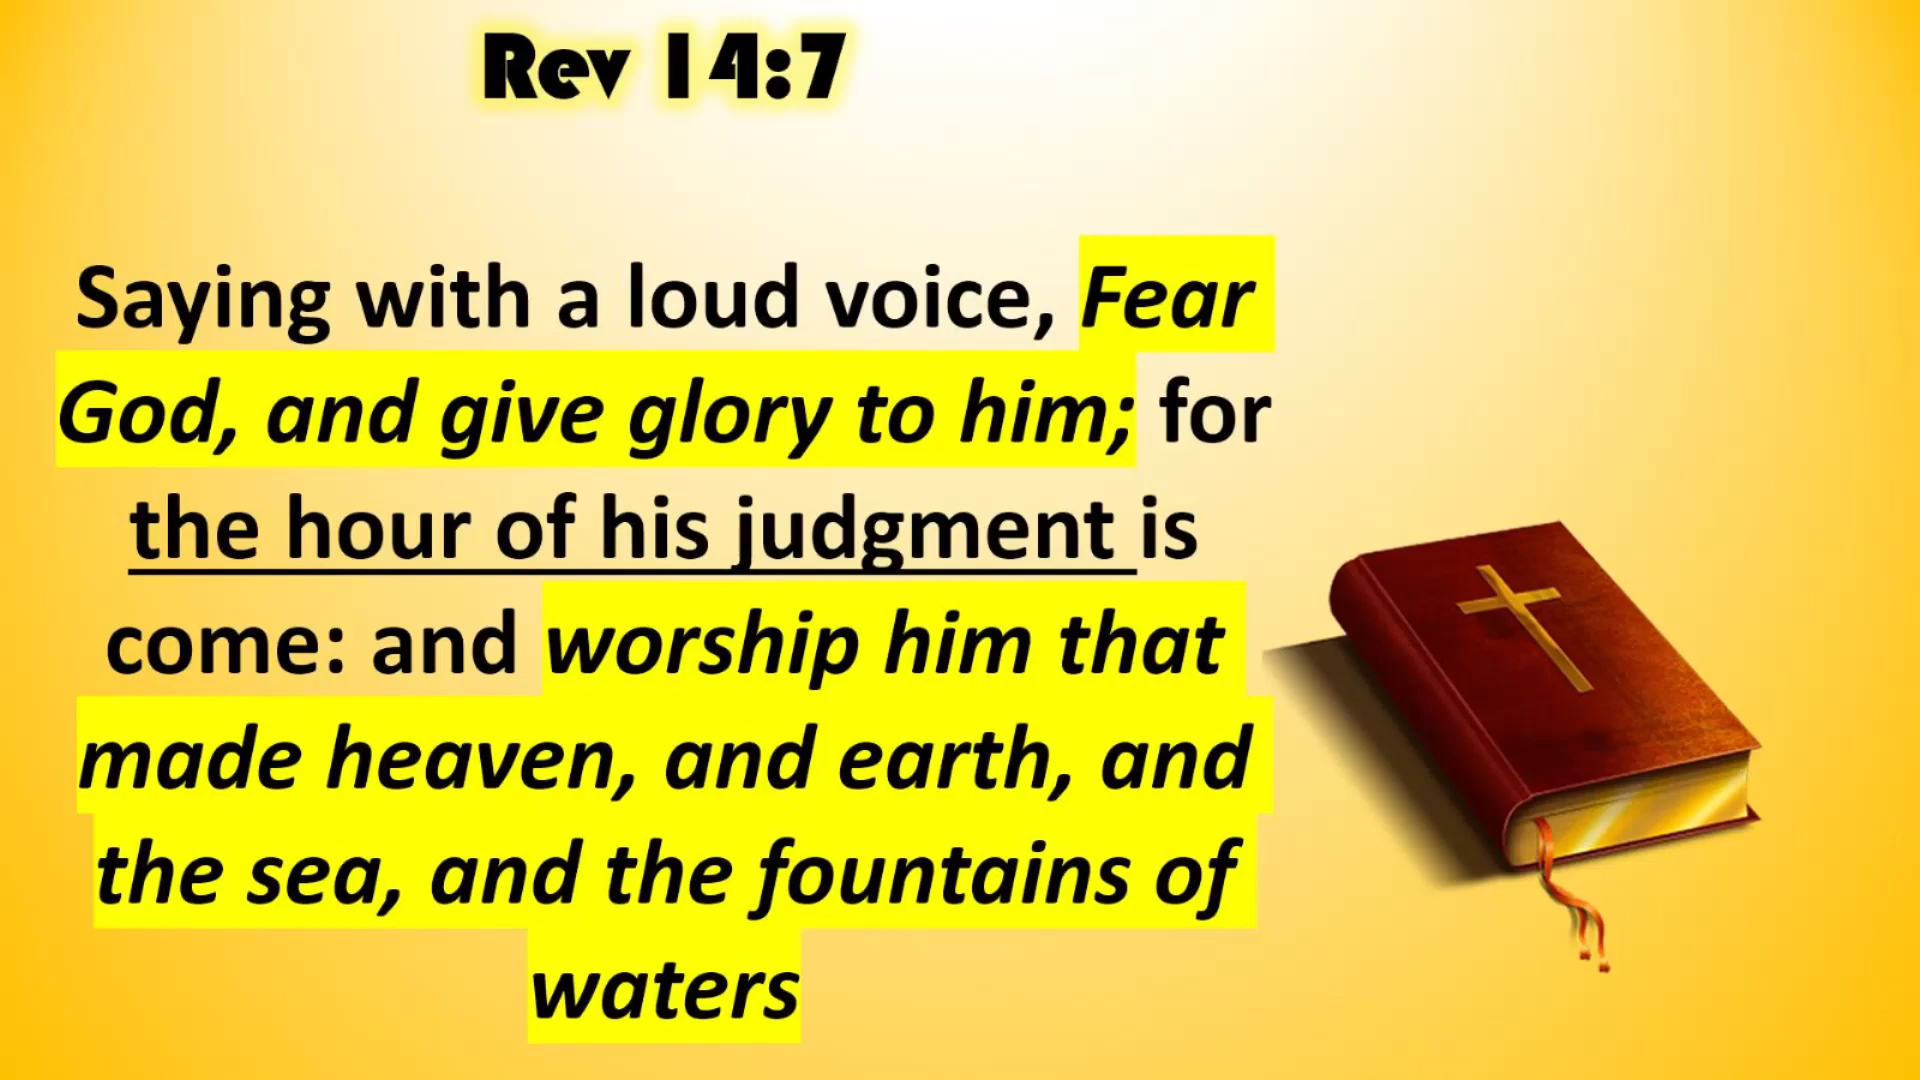 Rev 14:7
Saying with a loud voice, Fear
God, and give glory to him; for
the hour of his judgment is
come: and worship him that
made heaven, and earth, and
the sea, and the fountains of
waters